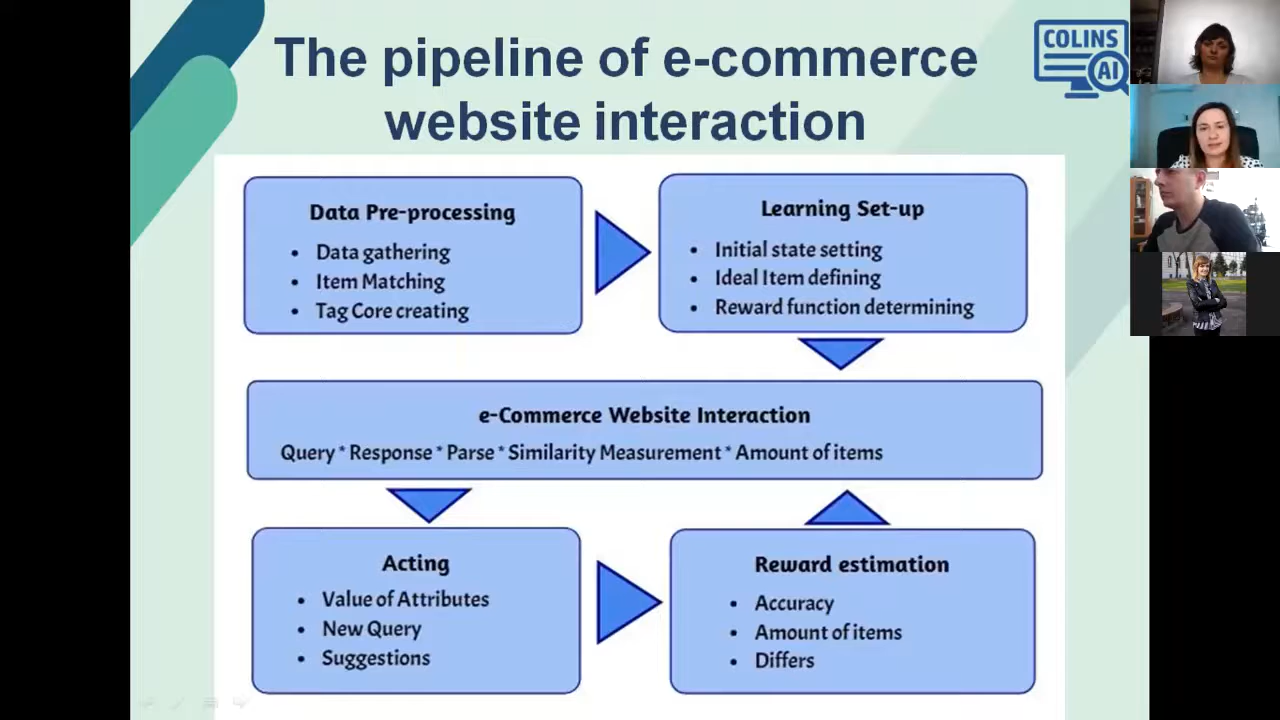 The pipeline of e-commerce
website interaction
COLINS
AI
Data Pre-processing
• Data gathering
• Item Matching
• Tag Core creating
Learning Set-up
• Initial state setting
• Ideal Item defining
• Reward function determining
e-Commerce Website Interaction
Query * Response * Parse * Similarity Measurement * Amount of items
Acting
• Value of Attributes
• New Query
• Suggestions
Reward estimation
• Accuracy
• Amount of items
• Differs